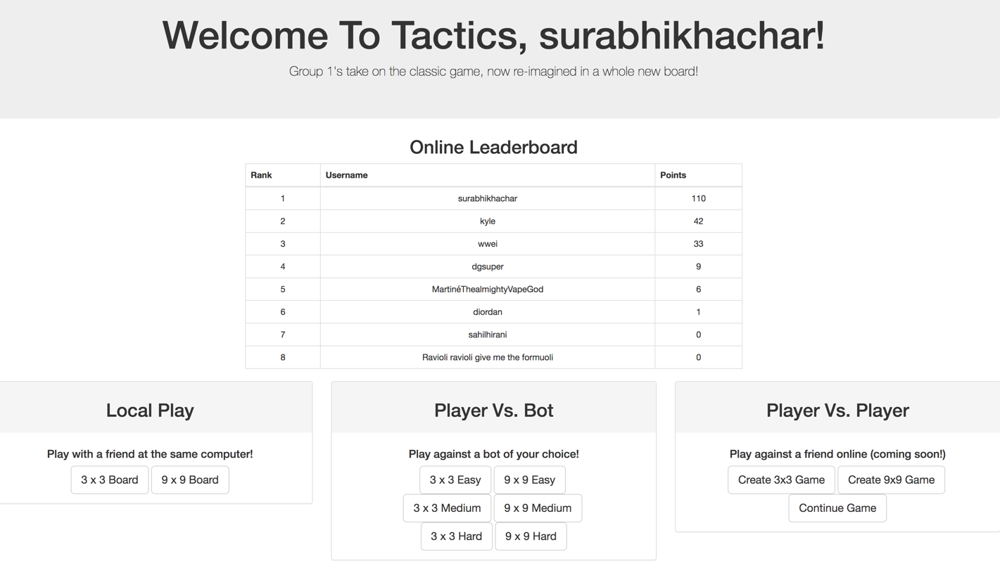 Welcome To Tactics, surabhikhachar!
Group 1's take on the classic game, now re-imagined in a whole new board!
Online Leaderboard
Rank Username Points
1 surabhikhachar 110
2 kyle 42
3 wwei 33
4 dgsuper 9
5 MartinéThealmightyVapeGod 6
6 diordan 1
7 sahilhirani 0
8 Ravioli ravioli give me the formuoli 0
Local Play
Play with a friend at the same computer!
3 x 3 Board 9 x 9 Board
Player Vs. Bot
Play against a bot of your choice!
3 x 3 Easy 9 x 9 Easy
3 x 3 Medium 9 x 9 Medium
3 x 3 Hard 9 x 9 Hard
Player Vs. Player
Play against a friend online (coming soon!)
Create 3x3 Game Create 9x9 Game
Continue Game